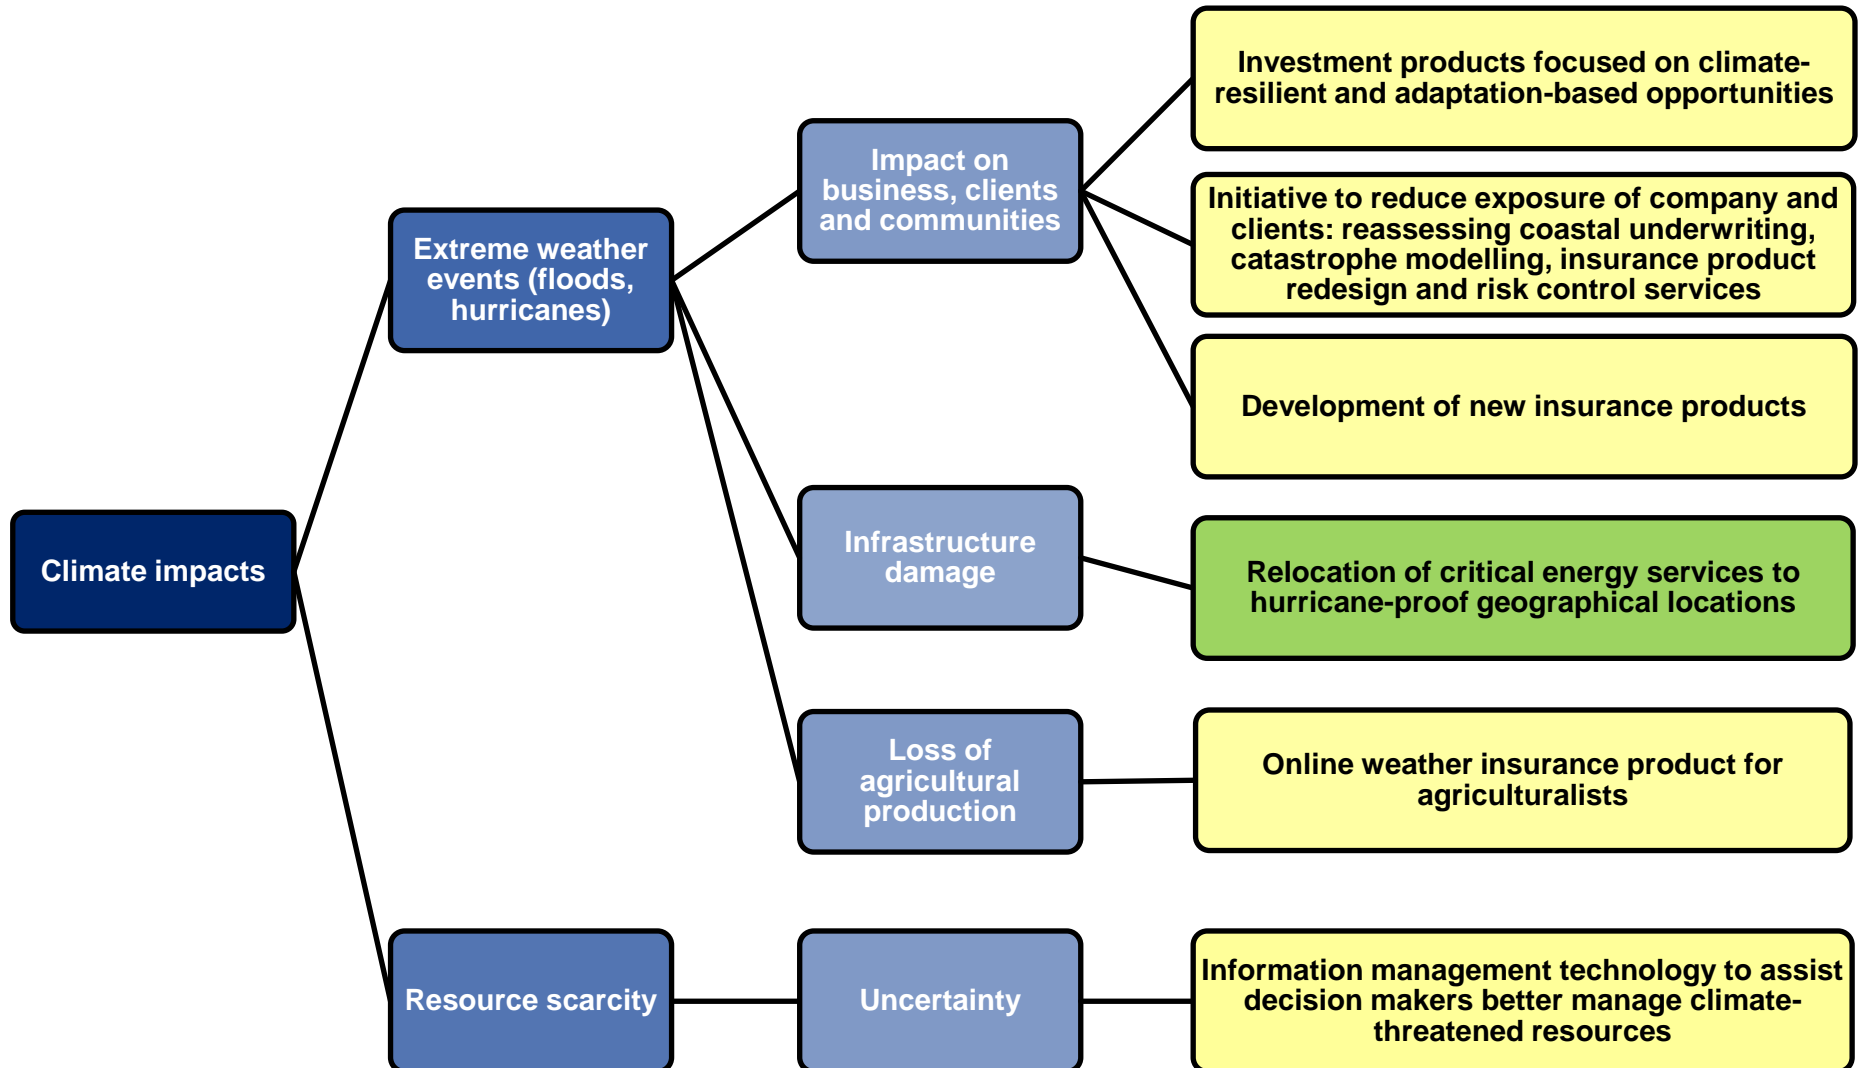 Climate impacts
Extreme weather
events (floods,
hurricanes)
Resource scarcity
Impact on
business, clients
and communities
Infrastructure
damage
Loss of
agricultural
production
Uncertainty
Investment products focused on climate-
resilient and adaptation-based opportunities
Initiative to reduce exposure of company and
clients: reassessing coastal underwriting,
catastrophe modelling, insurance product
redesign and risk control services
Development of new insurance products
Relocation of critical energy services to
hurricane-proof geographical locations
Online weather insurance product for
agriculturalists
Information management technology to assist
decision makers better manage climate-
threatened resources